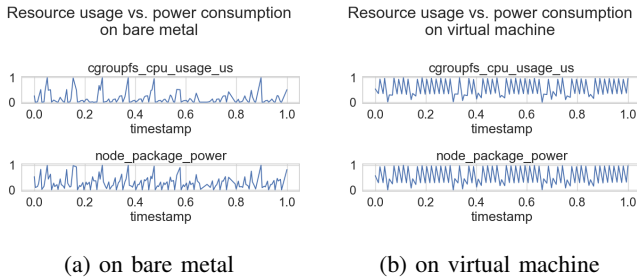 Resource usage vs. power consumption
on bare metal
cgroupfs_cpu_usage_us
1
0
0.0 0.2 0.4 0.6 0.8 1.0
timestamp
node_package_power
1
0
0.0 0.2 0.4 0.6 0.8 1.0
timestamp
(a) on bare metal
Resource usage vs. power consumption
on virtual machine
cgroupfs_cpu_usage_us
1
0
0.0 0.2 0.4 0.6 0.8 1.0
timestamp
node_package_power
1
0
0.0 0.2 0.4 0.6 0.8 1.0
timestamp
(b) on virtual machine